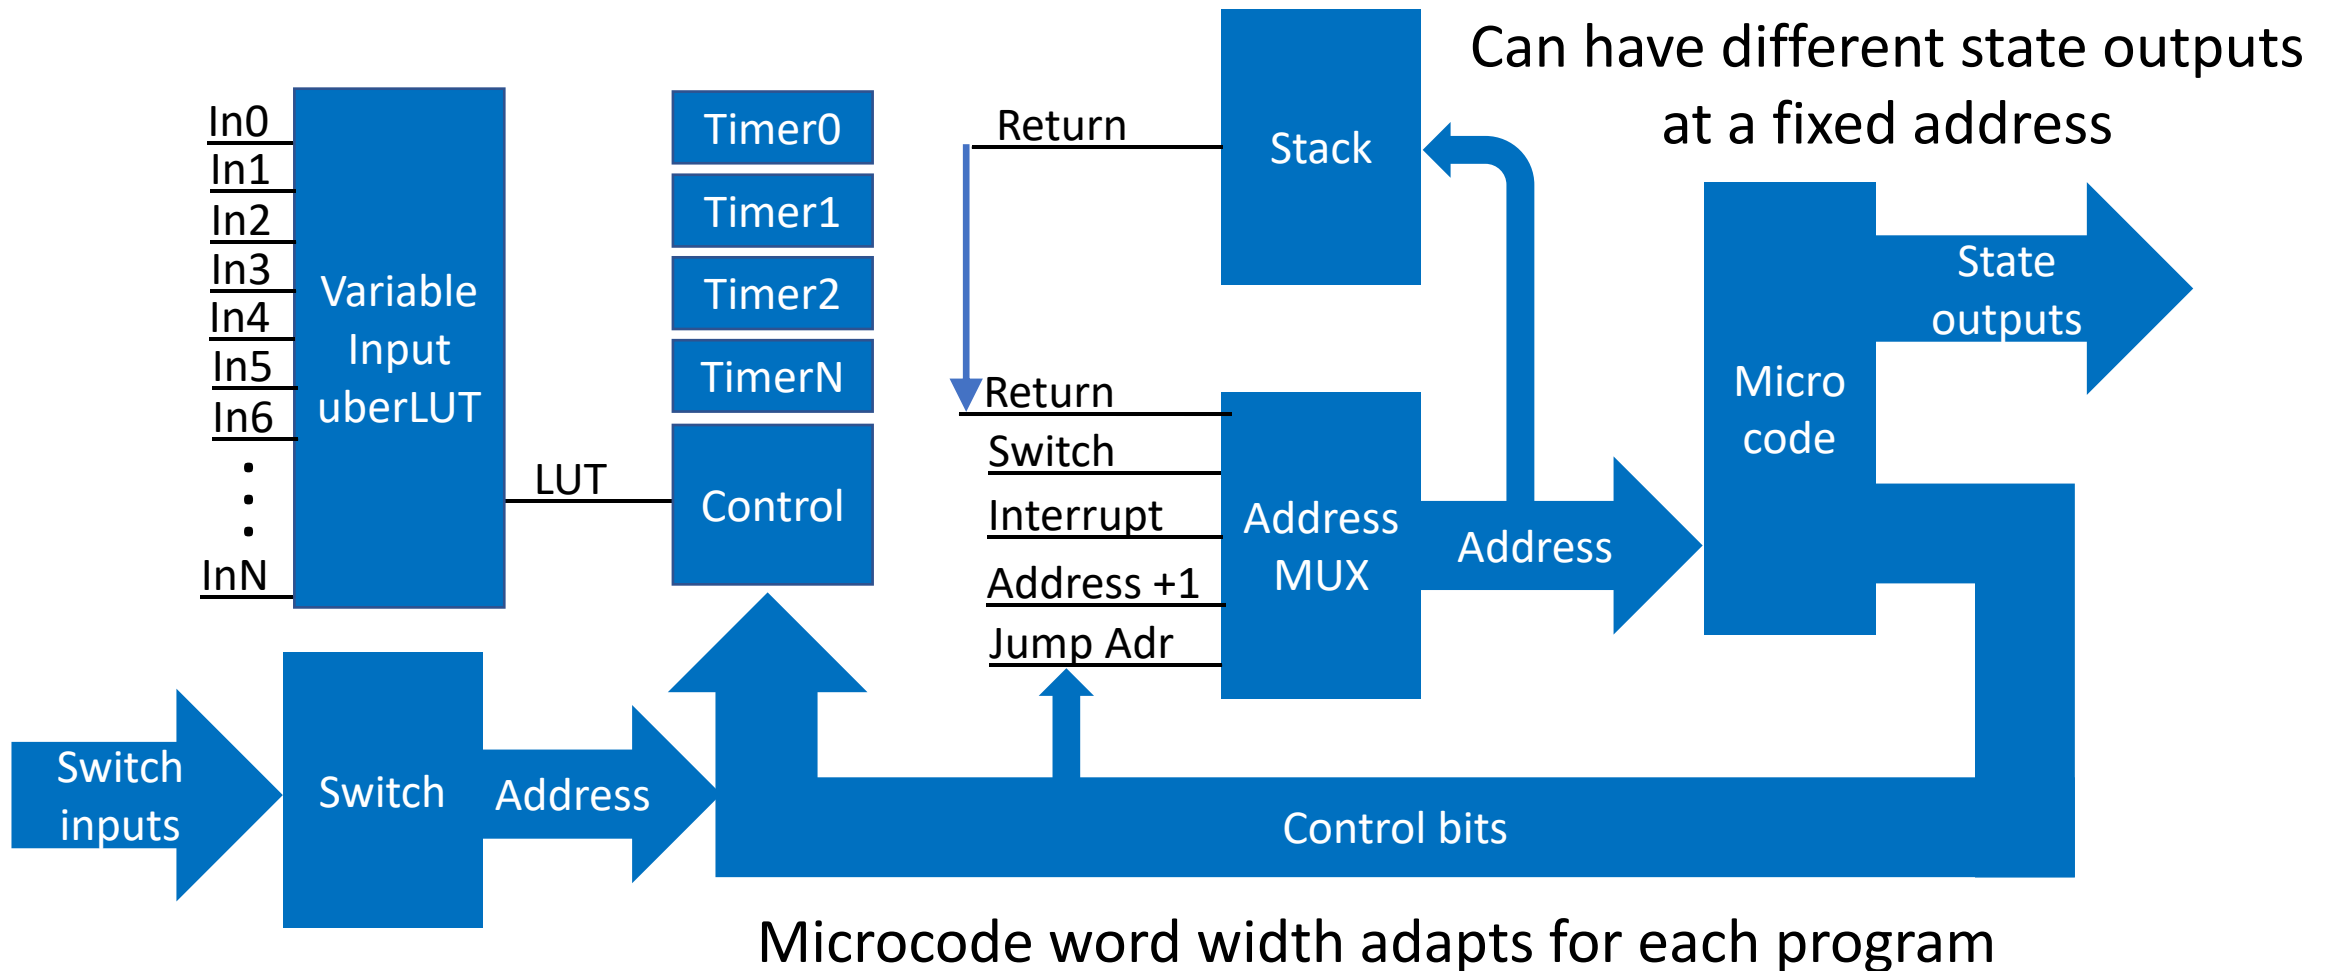 Can have different state outputs
at a fixed address
In0
In1
In2
In3
In4
In5
In6
InN
Variable
Input
uberLUT
LUT
Timer0
Timer1
Timer2
TimerN
Control
Return
Stack
Return
Switch
Interrupt
Address +1
Jump Adr
Address
MUX
Address
Micro
code
State
outputs
Switch
inputs
Switch
Address
Control bits
Microcode word width adapts for each program